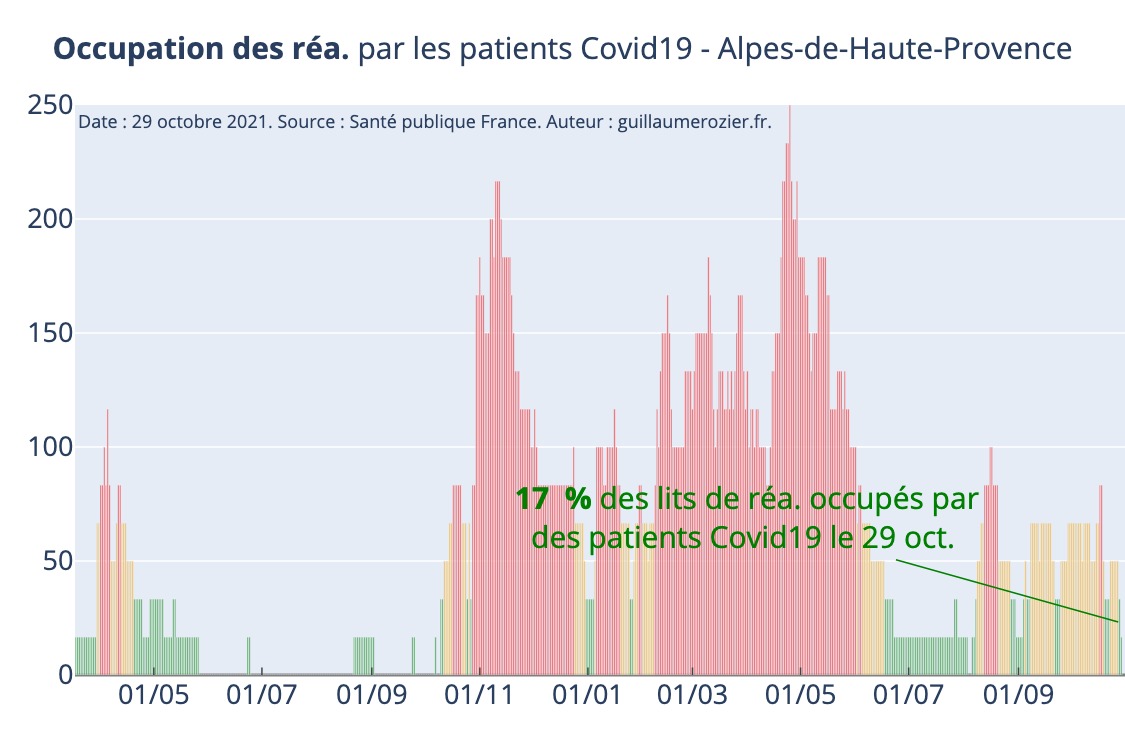 Occupation des réa. par les patients Covid19 - Alpes-de-Haute-Provence
250
Date : 29 octobre 2021. Source : Santé publique France. Auteur : guillaumerozier.fr.
200
150
100
17 % des lits de réa. occupés par
des patients Covid19 le 29 oct.
50
0
01/05 01/07 01/09 01/11 01/01 01/03 01/05 01/07 01/09